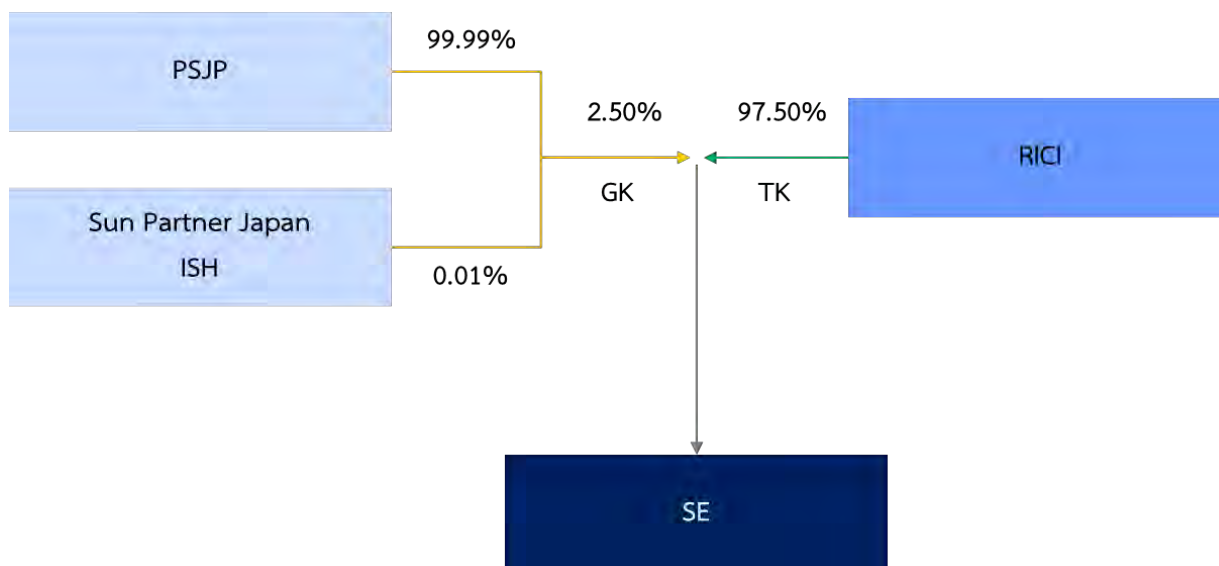 99.99%
PSJP
2.50%
97.50%
RICI
GK
TK
Sun Partner Japan
ISH
0.01%
SE